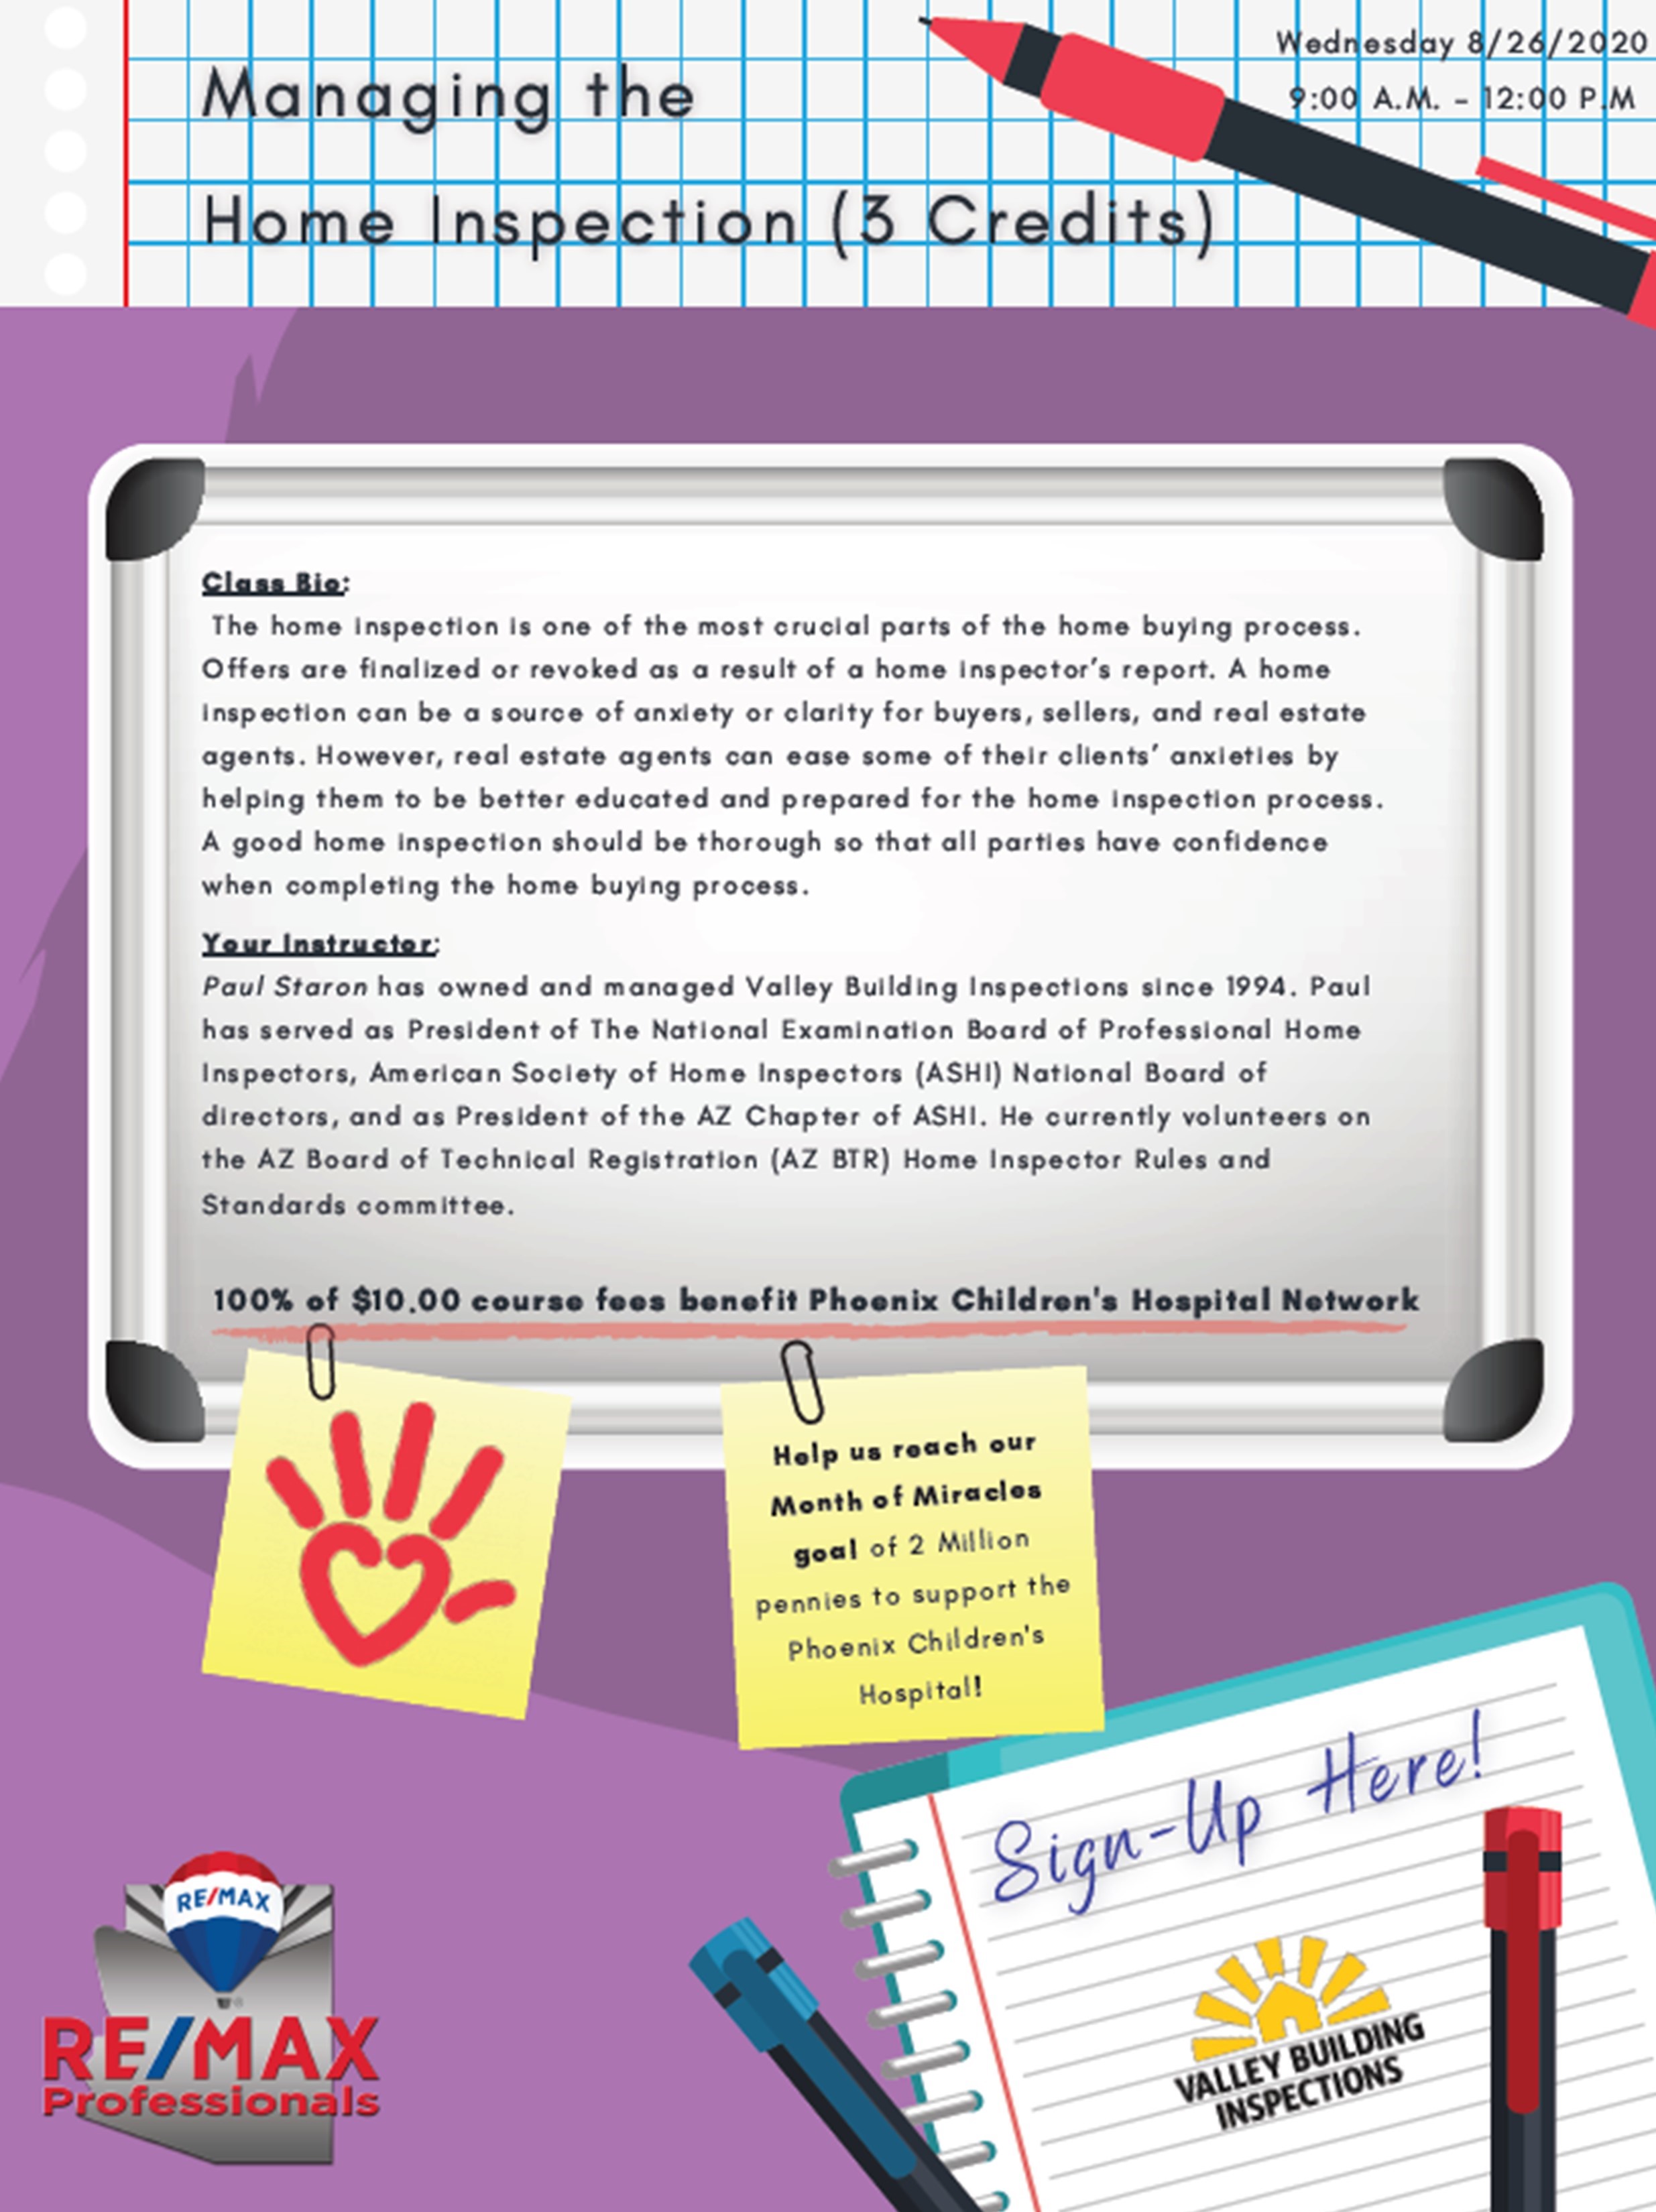 Wednesday 8/26/2020
9:00 A.M. - 12:00 P.M
Managing the
Home Inspection (3 Credits)
Class Bio:
The home inspection is one of the most crucial parts of the home buying process.
Offers are finalized or revoked as a result of a home inspector's report. A home
inspection can be a source of anxiety or clarity for buyers, sellers, and real estate
agents. However, real estate agents can ease some of their clients' anxieties by
helping them to be better educated and prepared for the home inspection process.
A good home inspection should be thorough so that all parties have confidence
when completing the home buying process.
Your Instructor:
Paul Staron has owned and managed Valley Building Inspections since 1994. Paul
has served as President of The National Examination Board of Professional Home
Inspectors, American Society of Home Inspectors (ASHI) National Board of
directors, and as President of the AZ Chapter of ASHI. He currently volunteers on
the AZ Board of Technical Registration (AZ BTR) Home Inspector Rules and
Standards committee.
100% of $10.00 course fees benefit Phoenix Children's Hospital Network
Help us reach our
Month of Miracles
goal of 2 Million
pennies to support the
Phoenix Children's
Hospital!
Sign-Up Here!
RE/MAX
RE/MAX
Professionals
VALLEY BUILDING
INSPECTIONS